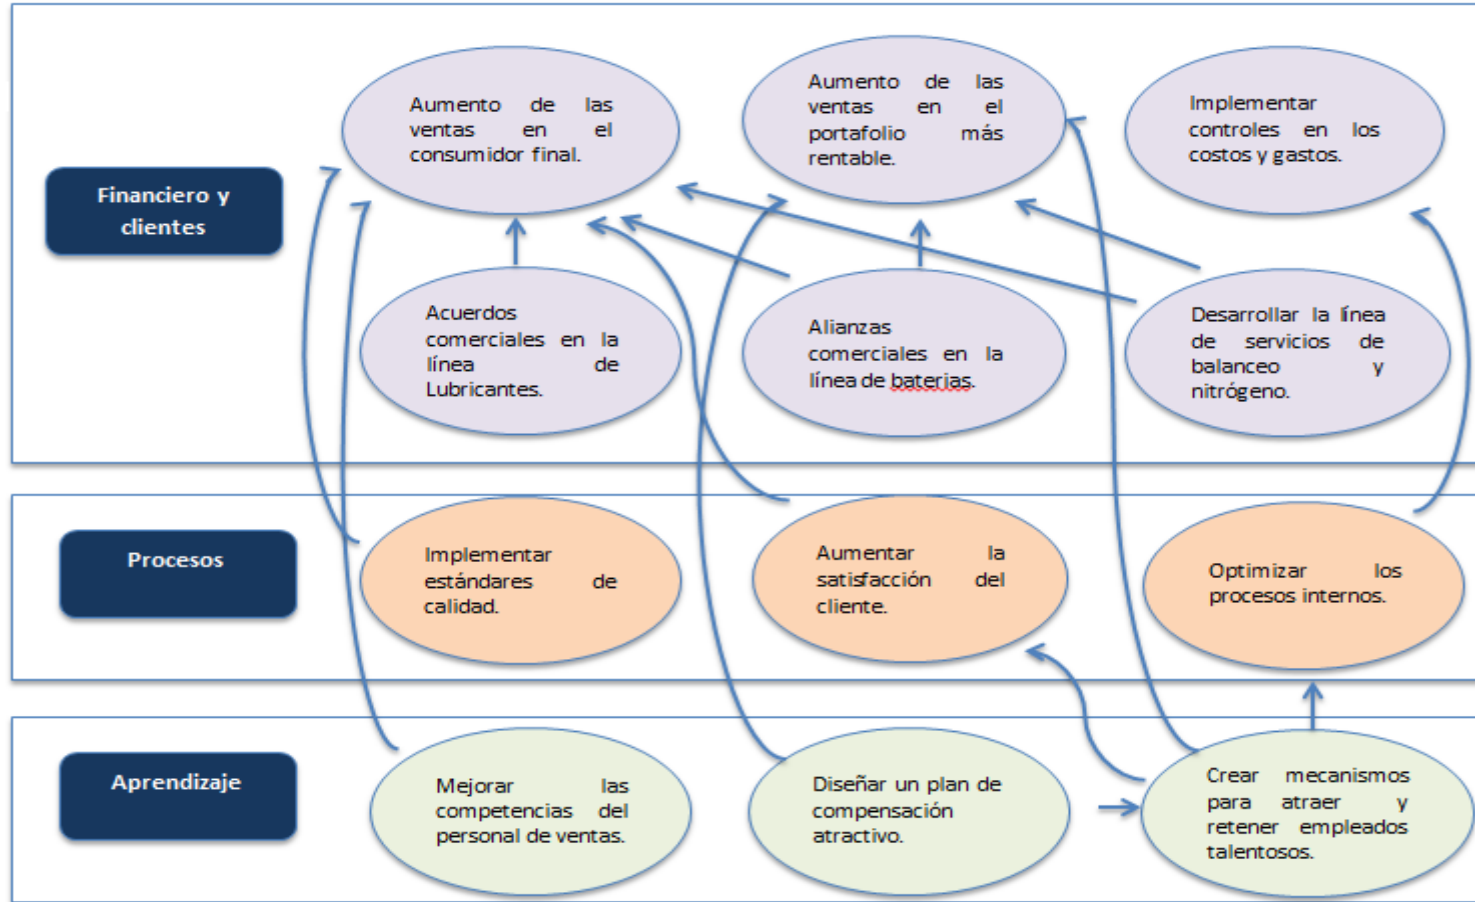 Aumento de las
ventas en el
consumidor final.
Aumento de las
ventas en el
portafolio más
rentable.
Implementar
controles en los
costos y gastos.
Financiero y
clientes
Acuerdos
comerciales en la
línea de
Lubricantes.
Alianzas
comerciales en la
línea de baterias.
Desarrollar la línea
de servicios de
balanceo y
nitrógeno.
Procesos
Implementar
estándares de
calidad.
Aumentar la
satisfacción del
cliente.
Optimizar los
procesos internos.
Aprendizaje
Mejorar las
competencias del
personal de ventas.
Diseñar un plan de
compensación
atractivo.
Crear mecanismos
para atraer y
retener empleados
talentosos.